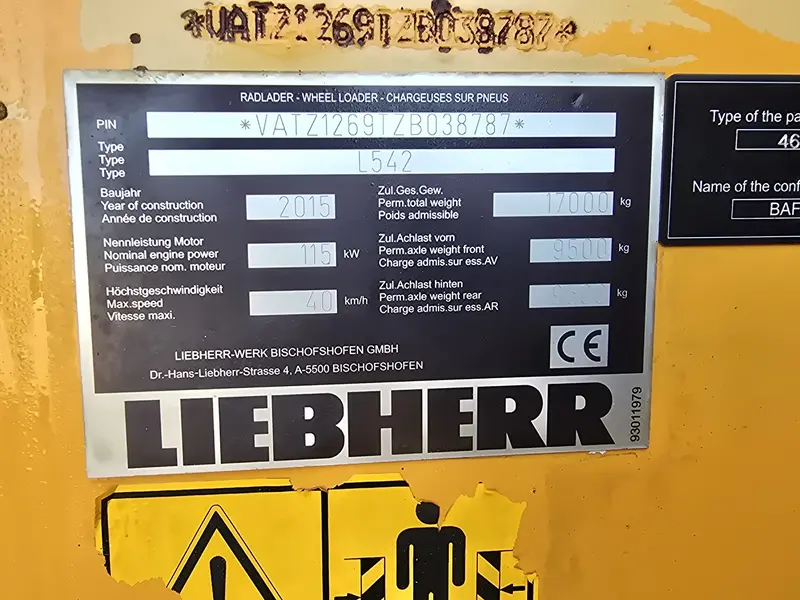 *VATZ1269TZB038787*
RADLADER - WHEEL LOADER - CHARGEUSES SUR PNEUS
PIN *VATZ1269TZB038787*
Type
Type L542
Type
Baujahr
Year of construction 2015
Année de construction
Zul.Ges.Gew.
Perm.total weight 17000 kg
Poids admissible
Nennleistung Motor
Nominal engine power 115 kW
Puissance nom. moteur
Zul.Achlast vorn
Perm.axle weight front 9500 kg
Charge admis.sur ess.AV
Höchstgeschwindigkeit
Max.speed 40 km/h
Vitesse maxi.
Zul.Achlast hinten
Perm.axle weight rear kg
Charge admis.sur ess.AR
LIEBHERR-WERK BISCHOFSHOFEN GMBH
Dr.-Hans-Liebherr-Strasse 4, A-5500 BISCHOFSHOFEN
CE
LIEBHERR
93011979
Type of the pa
46
Name of the conf
BAF